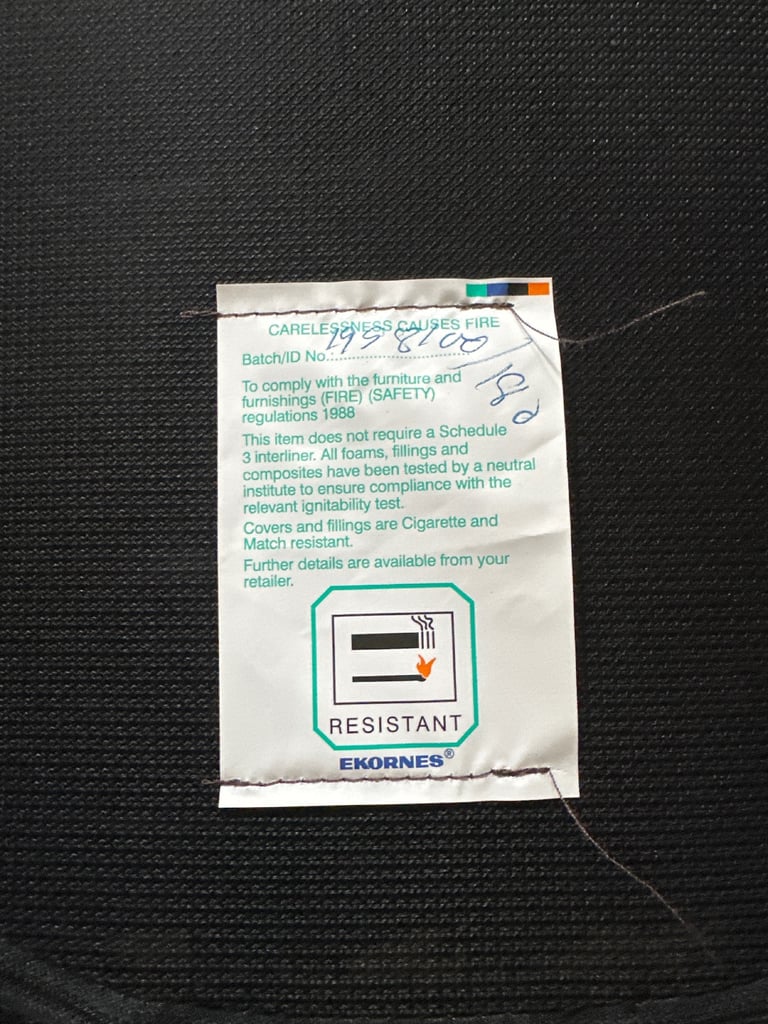 CARELESSNESS CAUSES FIRE
Batch/ID No.:
To comply with the furniture and
furnishings (FIRE) (SAFETY)
regulations 1988
This item does not require a Schedule
3 interliner. All foams, fillings and
composites have been tested by a neutral
institute to ensure compliance with the
relevant ignitability test.
Covers and fillings are Cigarette and
Match resistant.
Further details are available from your
retailer.
RESISTANT
EKORNES®